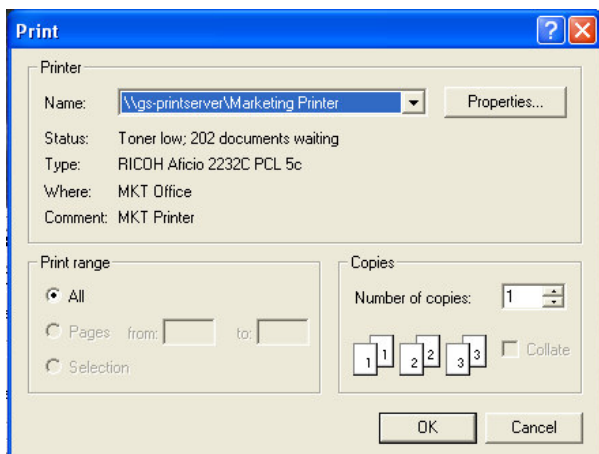 Print
Printer
Name: \\gs-printserver\Marketing Printer Properties...
Status: Toner low; 202 documents waiting
Type: RICOH Aficio 2232C PCL 5c
Where: MKT Office
Comment: MKT Printer
Print range
All
Pages from: to:
Selection
Copies
Number of copies: 1
1 1 2 2 3 3 Collate
OK Cancel